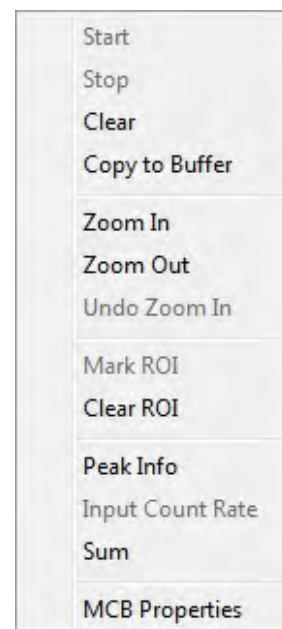 Start
Stop
Clear
Copy to Buffer
Zoom In
Zoom Out
Undo Zoom In
Mark ROI
Clear ROI
Peak Info
Input Count Rate
Sum
MCB Properties